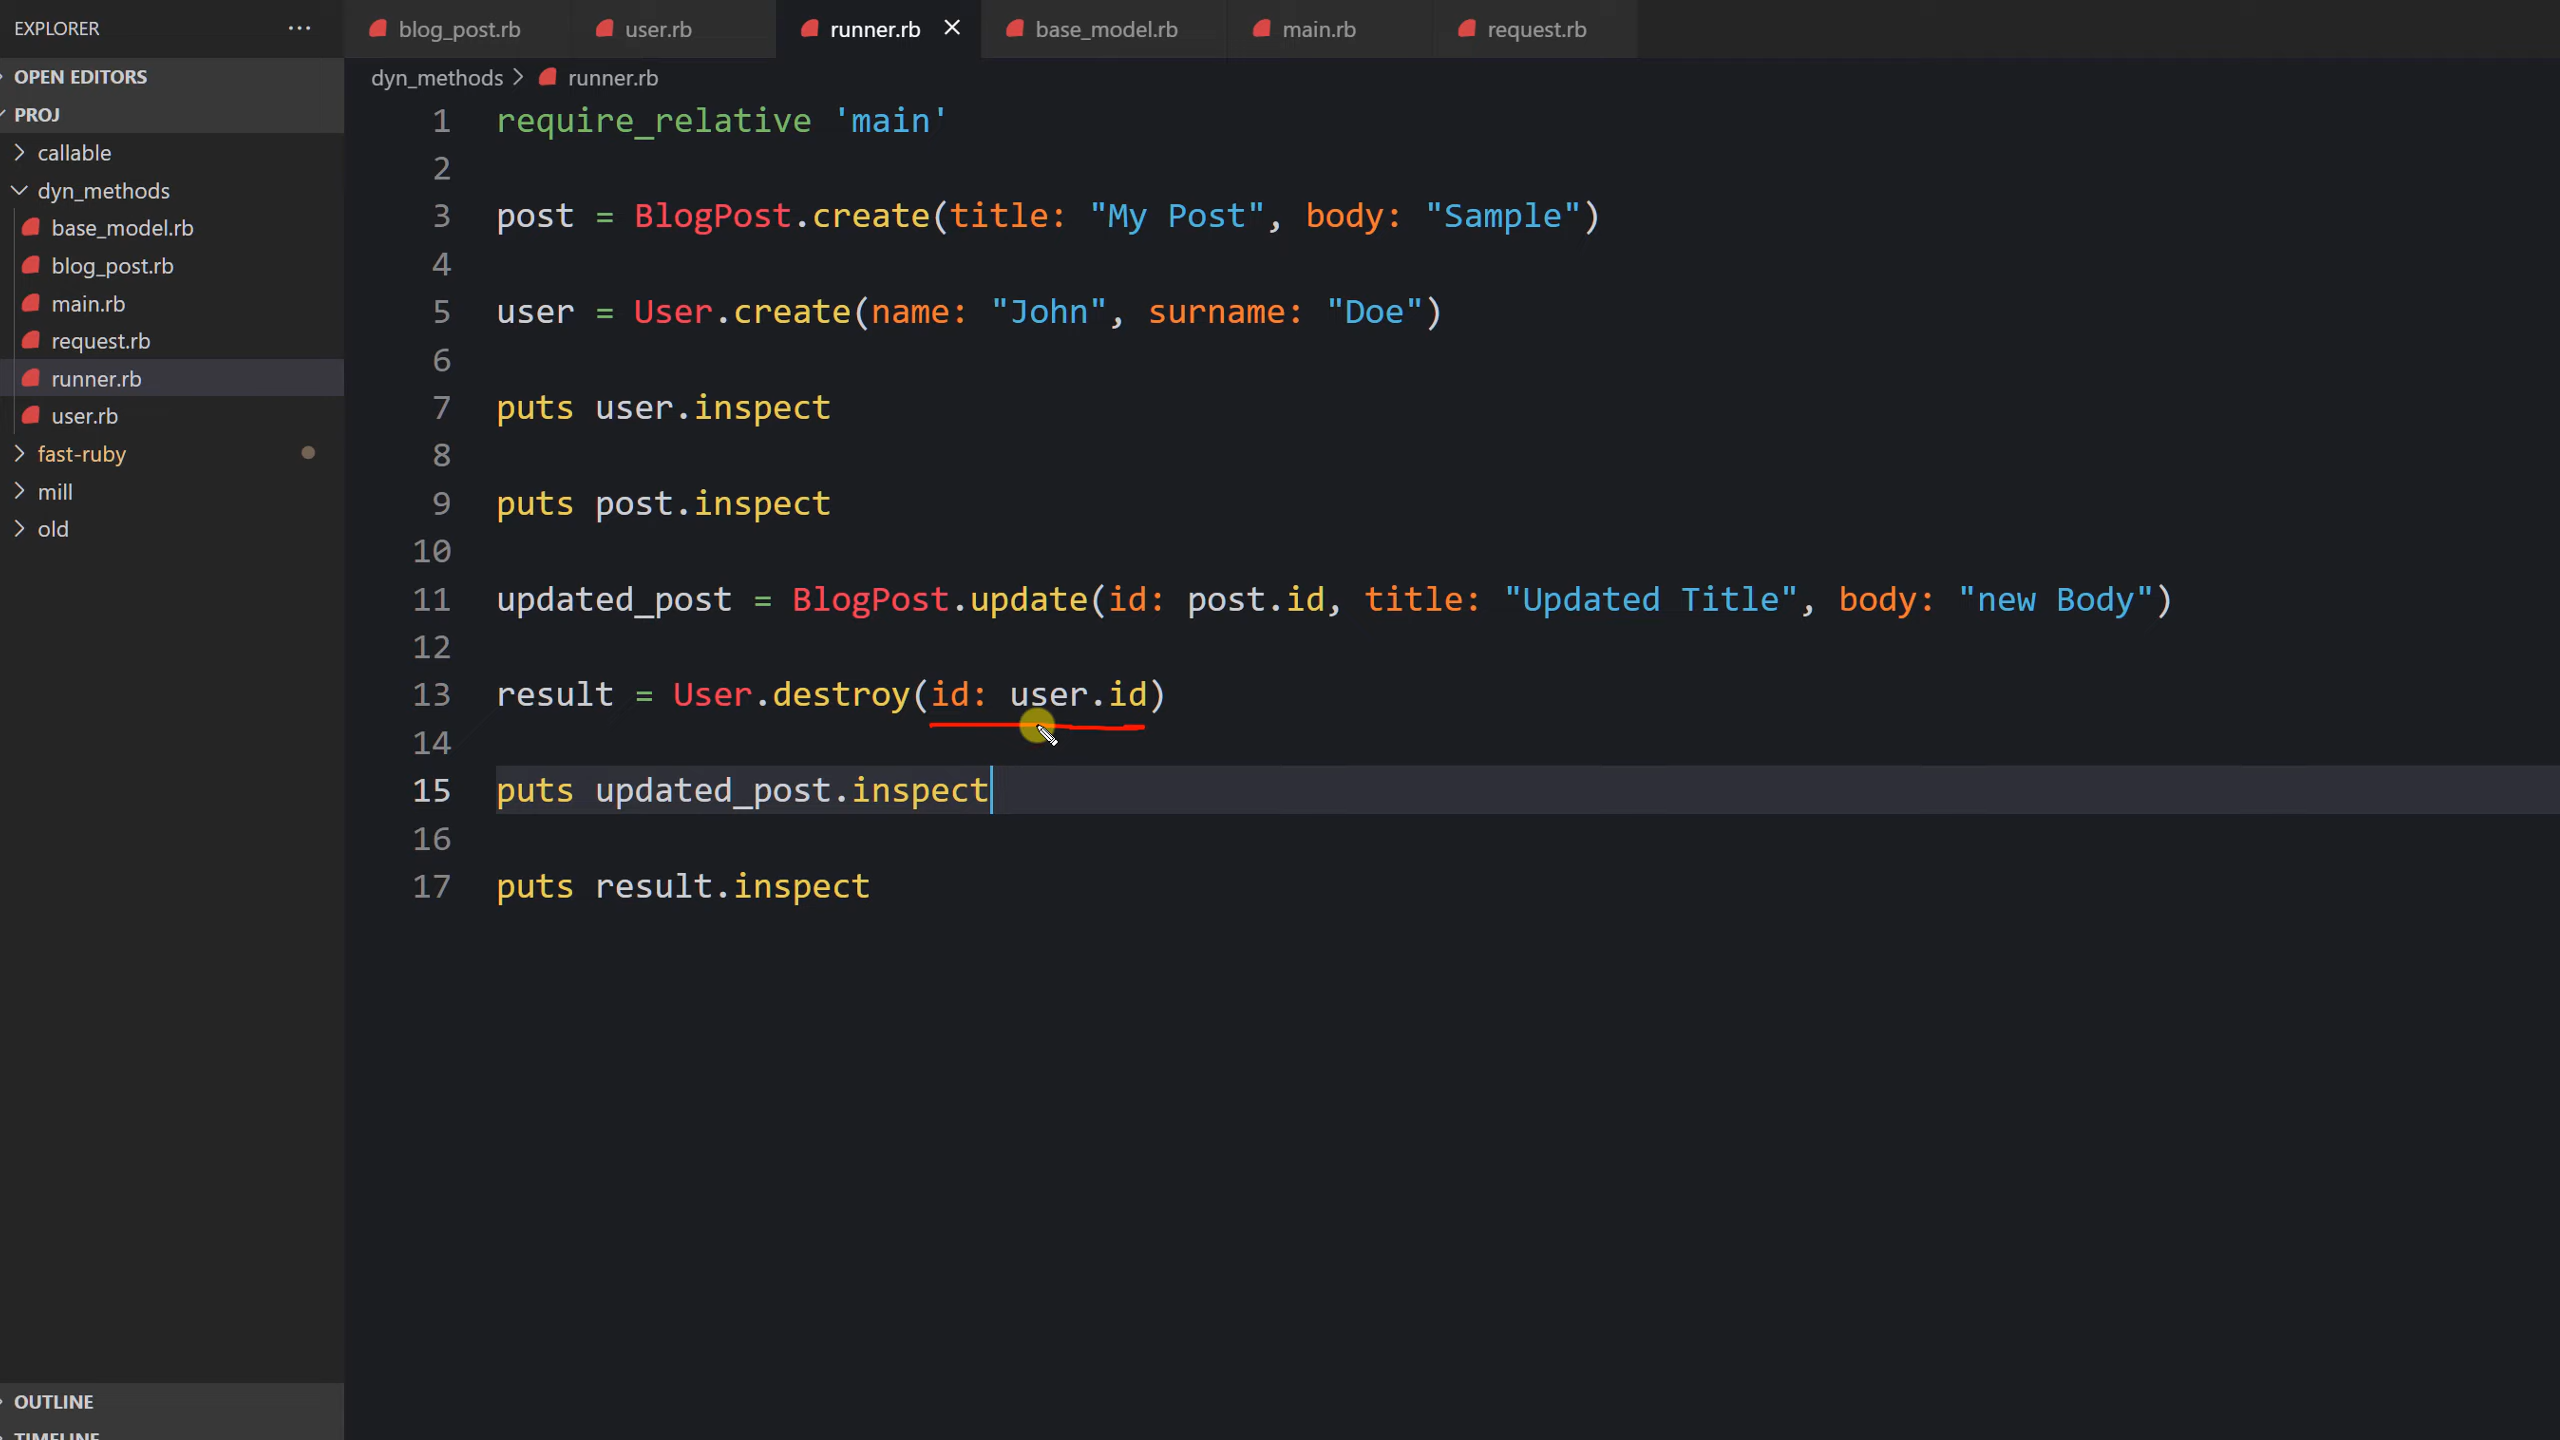 EXPLORER ···
OPEN EDITORS
PROJ
callable
dyn_methods
base_model.rb
blog_post.rb
main.rb
request.rb
runner.rb
user.rb
fast-ruby
mill
old
OUTLINE
TIMELINE
blog_post.rb user.rb runner.rb base_model.rb main.rb request.rb
dyn_methods > runner.rb
1 require_relative 'main'
2
3 post = BlogPost.create(title: "My Post", body: "Sample")
4
5 user = User.create(name: "John", surname: "Doe")
6
7 puts user.inspect
8
9 puts post.inspect
10
11 updated_post = BlogPost.update(id: post.id, title: "Updated Title", body: "new Body")
12
13 result = User.destroy(id: user.id)
14
15 puts updated_post.inspect
16
17 puts result.inspect